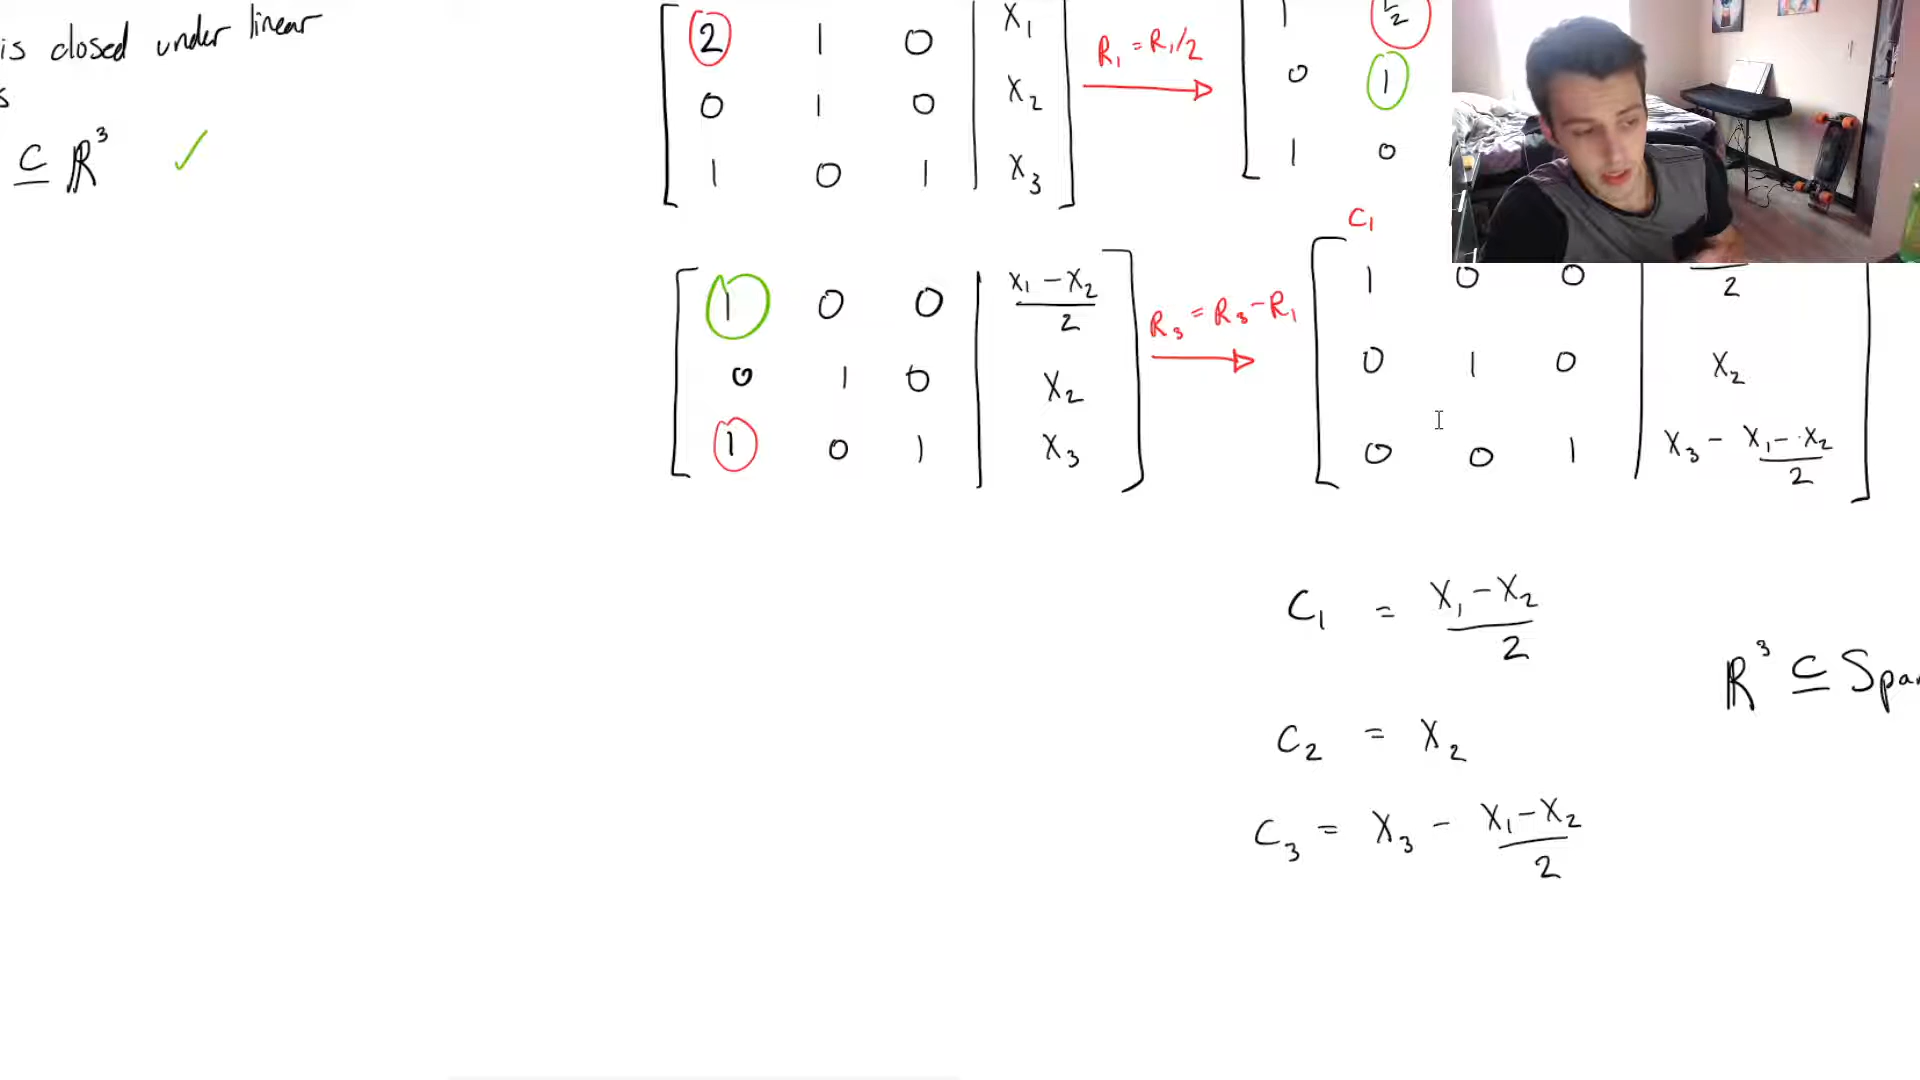 is closed under linear
s
⊆ ℝ³ ✓
[ 2 1 0 | x₁ ]
[ 0 1 0 | x₂ ]
[ 1 0 1 | x₃ ]
R₁ = R₁/2
1 ½
0 1
1 0
[ 1 0 0 | (x₁ - x₂)/2 ]
[ 0 1 0 | x₂ ]
[ 1 0 1 | x₃ ]
R₃ = R₃ - R₁
c₁
[ 1 0 0 | 2 ]
[ 0 1 0 | x₂ ]
[ 0 0 1 | x₃ - (x₁ - x₂)/2 ]
c₁ = (x₁ - x₂)/2
ℝ³ ⊆ Spa
c₂ = x₂
c₃ = x₃ - (x₁ - x₂)/2